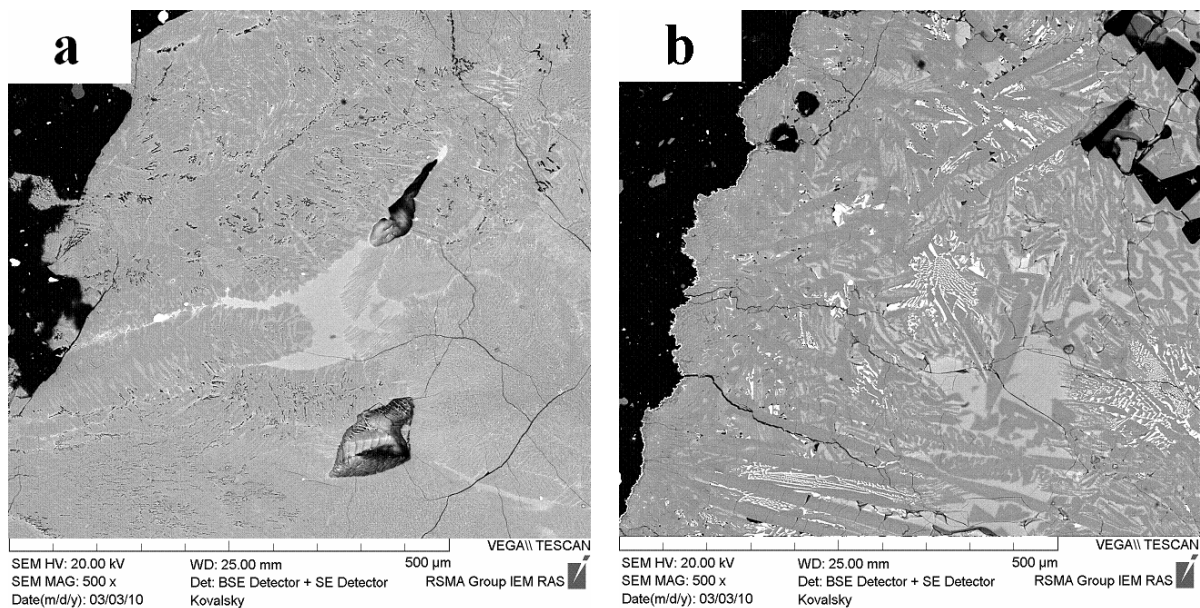 a
b
VEGA\\ TESCAN
SEM HV: 20.00 kV WD: 25.00 mm 500 µm
SEM MAG: 500 x Det: BSE Detector + SE Detector RSMA Group IEM RAS
Date(m/d/y): 03/03/10 Kovalsky
VEGA\\ TESCAN
SEM HV: 20.00 kV WD: 25.00 mm 500 µm
SEM MAG: 500 x Det: BSE Detector + SE Detector RSMA Group IEM RAS
Date(m/d/y): 03/03/10 Kovalsky